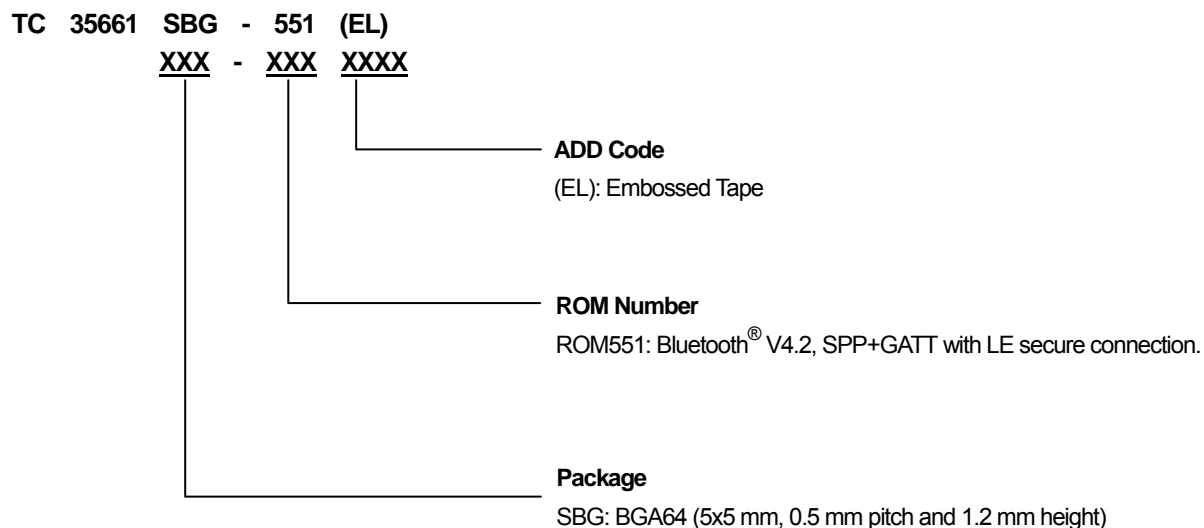 TC 35661 SBG - 551 (EL)
XXX - XXX XXXX
ADD Code
(EL): Embossed Tape
ROM Number
ROM551: Bluetooth® V4.2, SPP+GATT with LE secure connection.
Package
SBG: BGA64 (5x5 mm, 0.5 mm pitch and 1.2 mm height)